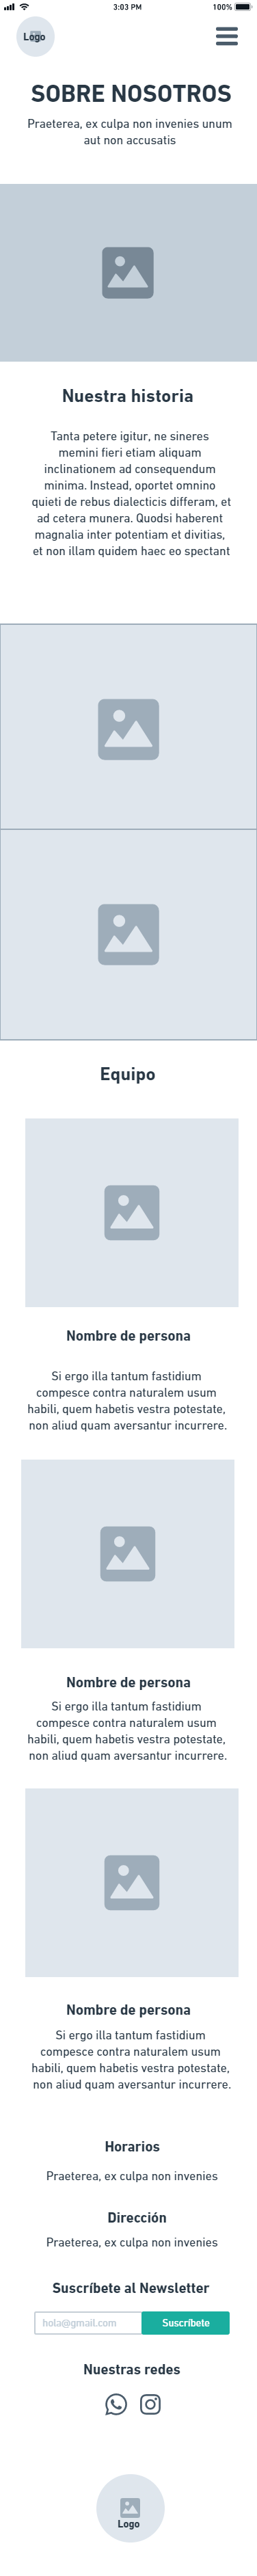 3:03 PM
100%
Logo
SOBRE NOSOTROS
Praeterea, ex culpa non invenies unum
aut non accusatis
Nuestra historia
Tanta petere igitur, ne sineres
memini fieri etiam aliquam
inclinationem ad consequendum
minima. Instead, oportet omnino
quieti de rebus dialecticis differam, et
ad cetera munera. Quodsi haberent
magnalia inter potentiam et divitias,
et non illam quidem haec eo spectant
Equipo
Nombre de persona
Si ergo illa tantum fastidium
compesce contra naturalem usum
habili, quem habetis vestra potestate,
non aliud quam aversantur incurrere.
Nombre de persona
Si ergo illa tantum fastidium
compesce contra naturalem usum
habili, quem habetis vestra potestate,
non aliud quam aversantur incurrere.
Nombre de persona
Si ergo illa tantum fastidium
compesce contra naturalem usum
habili, quem habetis vestra potestate,
non aliud quam aversantur incurrere.
Horarios
Praeterea, ex culpa non invenies
Dirección
Praeterea, ex culpa non invenies
Suscríbete al Newsletter
hola@gmail.com
Suscríbete
Nuestras redes
Logo